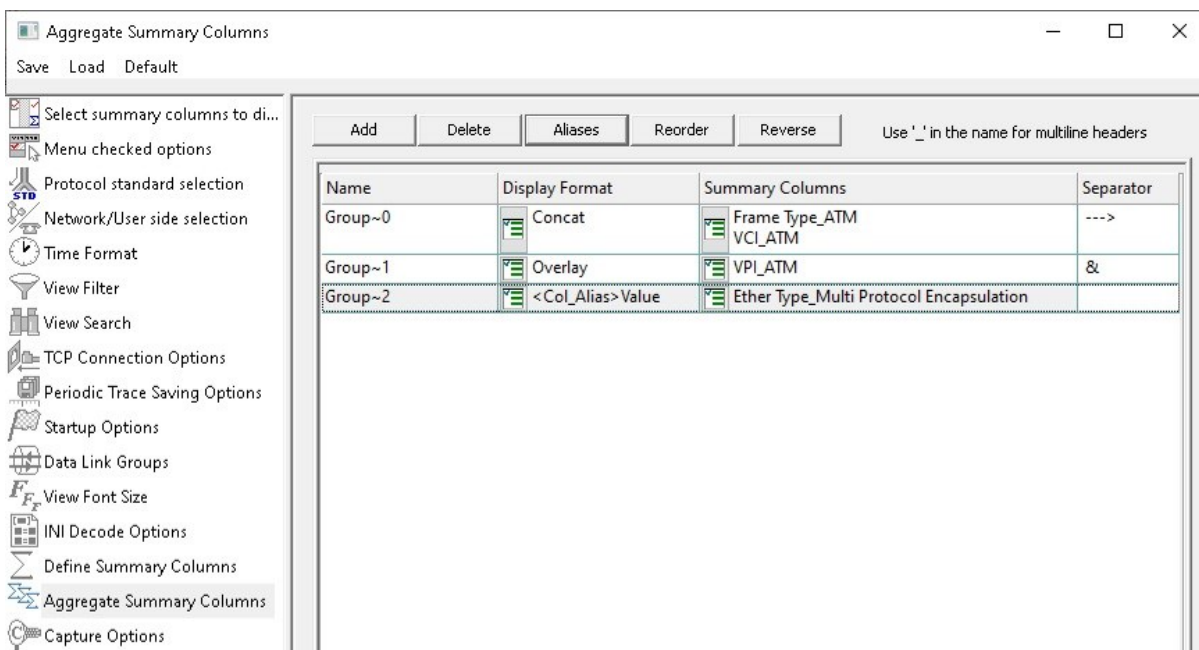 Aggregate Summary Columns
Save Load Default
Select summary columns to di...
Menu checked options
Protocol standard selection
Network/User side selection
Time Format
View Filter
View Search
TCP Connection Options
Periodic Trace Saving Options
Startup Options
Data Link Groups
View Font Size
INI Decode Options
Define Summary Columns
Aggregate Summary Columns
Capture Options
Add Delete Aliases Reorder Reverse Use '_' in the name for multiline headers
Name Display Format Summary Columns Separator
Group~0 Concat Frame Type_ATM --->
VCI_ATM
Group~1 Overlay VPI_ATM &
Group~2 <Col_Alias>Value Ether Type_Multi Protocol Encapsulation